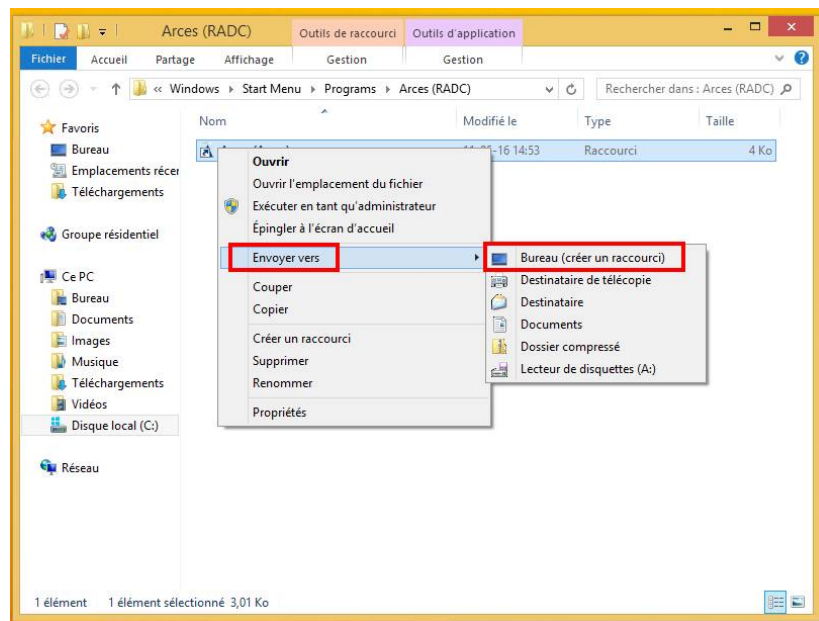 Arces (RADC) Outils de raccourci Outils d'application
Fichier Accueil Partage Affichage Gestion Gestion
« Windows Start Menu Programs Arces (RADC) Rechercher dans : Arces (RADC)
Nom Modifié le Type Taille
Favoris
Bureau
Emplacements récer
Téléchargements
Groupe résidentiel
Ce PC
Bureau
Documents
Images
Musique
Téléchargements
Vidéos
Disque local (C:)
Réseau
-16 14:53 Raccourci 4 Ko
Ouvrir
Ouvrir l'emplacement du fichier
Exécuter en tant qu'administrateur
Épingler à l'écran d'accueil
Envoyer vers
Couper
Copier
Créer un raccourci
Supprimer
Renommer
Propriétés
Bureau (créer un raccourci)
Destinataire de télécopie
Destinataire
Documents
Dossier compressé
Lecteur de disquettes (A:)
1 élément 1 élément sélectionné 3,01 Ko